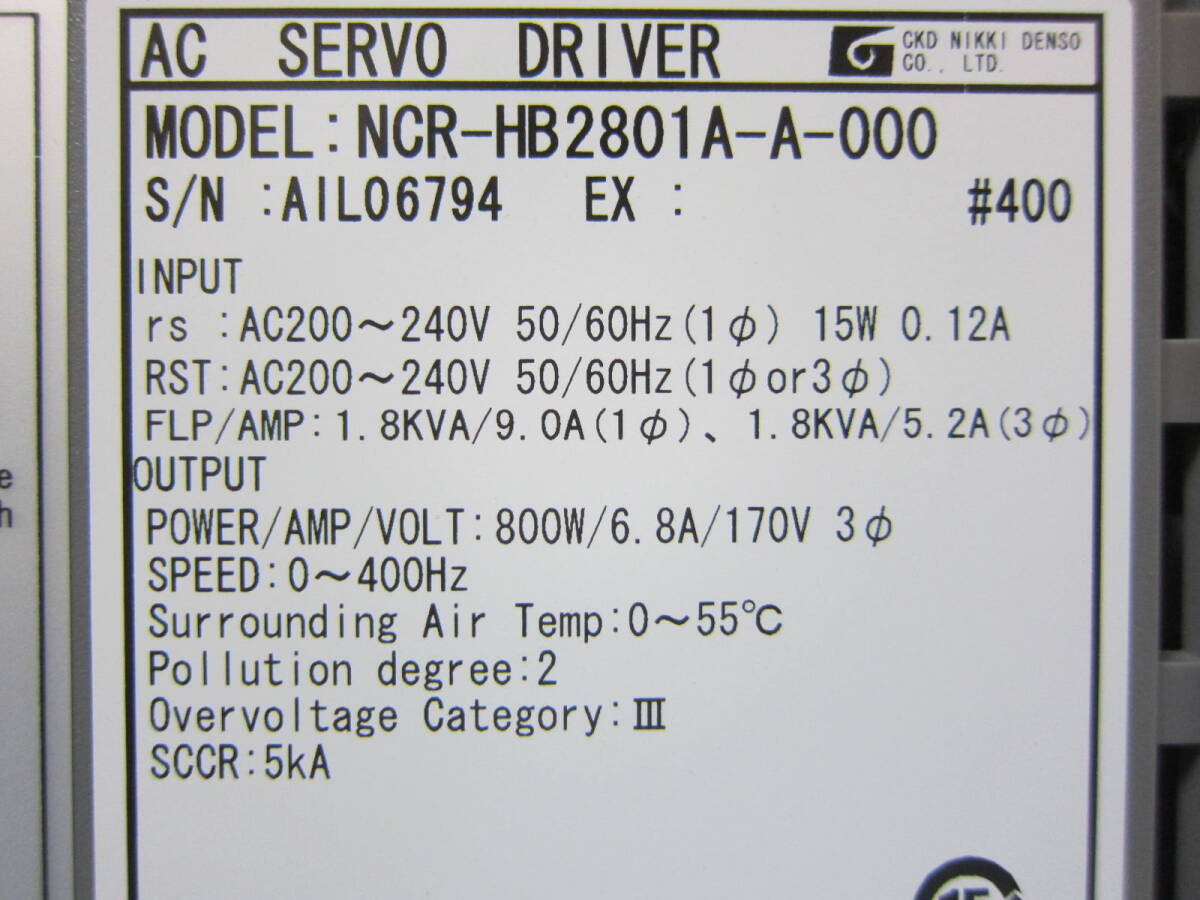 AC SERVO DRIVER
CKD NIKKI DENSO
CO., LTD.
MODEL:NCR-HB2801A-A-000
S/N :AIL06794 EX : #400
INPUT
rs :AC200～240V 50/60Hz(1φ) 15W 0.12A
RST:AC200～240V 50/60Hz(1φor3φ)
FLP/AMP:1.8KVA/9.0A(1φ)、1.8KVA/5.2A(3φ)
OUTPUT
POWER/AMP/VOLT:800W/6.8A/170V 3φ
SPEED:0～400Hz
Surrounding Air Temp:0～55℃
Pollution degree:2
Overvoltage Category:Ⅲ
SCCR:5kA
15